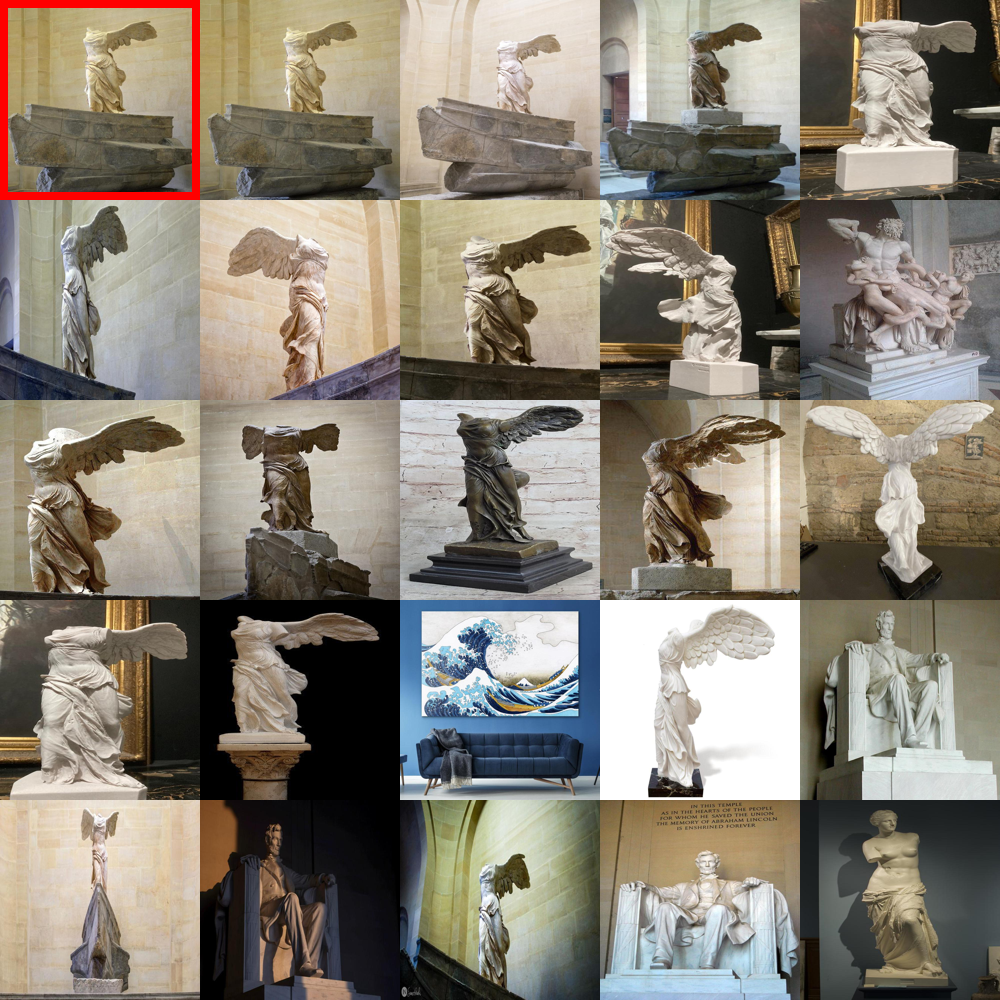 IN THIS TEMPLE
AS IN THE HEARTS OF THE PEOPLE
FOR WHOM HE SAVED THE UNION
THE MEMORY OF ABRAHAM LINCOLN
IS ENSHRINED FOREVER